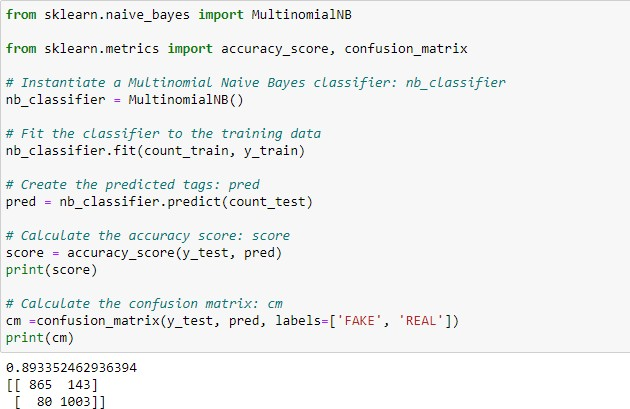 from sklearn.naive_bayes import MultinomialNB
from sklearn.metrics import accuracy_score, confusion_matrix
# Instantiate a Multinomial Naive Bayes classifier: nb_classifier
nb_classifier = MultinomialNB()
# Fit the classifier to the training data
nb_classifier.fit(count_train, y_train)
# Create the predicted tags: pred
pred = nb_classifier.predict(count_test)
# Calculate the accuracy score: score
score = accuracy_score(y_test, pred)
print(score)
# Calculate the confusion matrix: cm
cm =confusion_matrix(y_test, pred, labels=['FAKE', 'REAL'])
print(cm)
0.893352462936394
[[ 865  143]
 [  80 1003]]